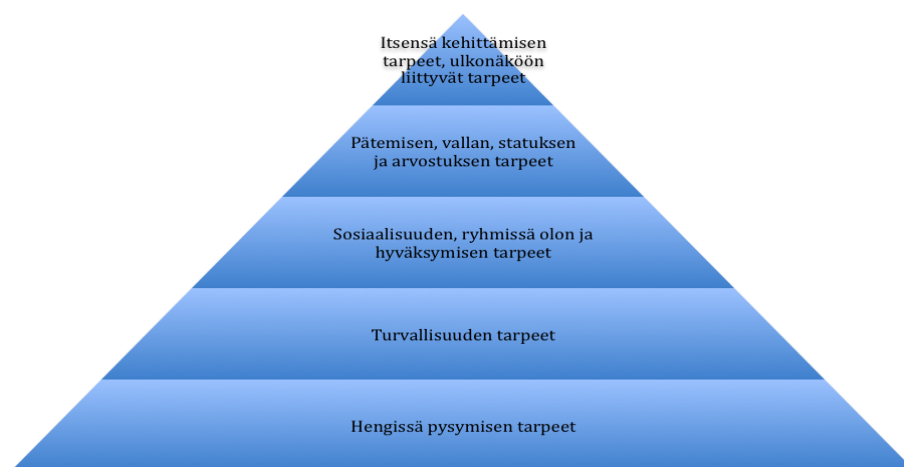 Itsensä kehittämisen
tarpeet, ulkonäköön
liittyvät tarpeet
Pätemisen, vallan, statuksen
ja arvostuksen tarpeet
Sosiaalisuuden, ryhmissä olon ja
hyväksymisen tarpeet
Turvallisuuden tarpeet
Hengissä pysymisen tarpeet